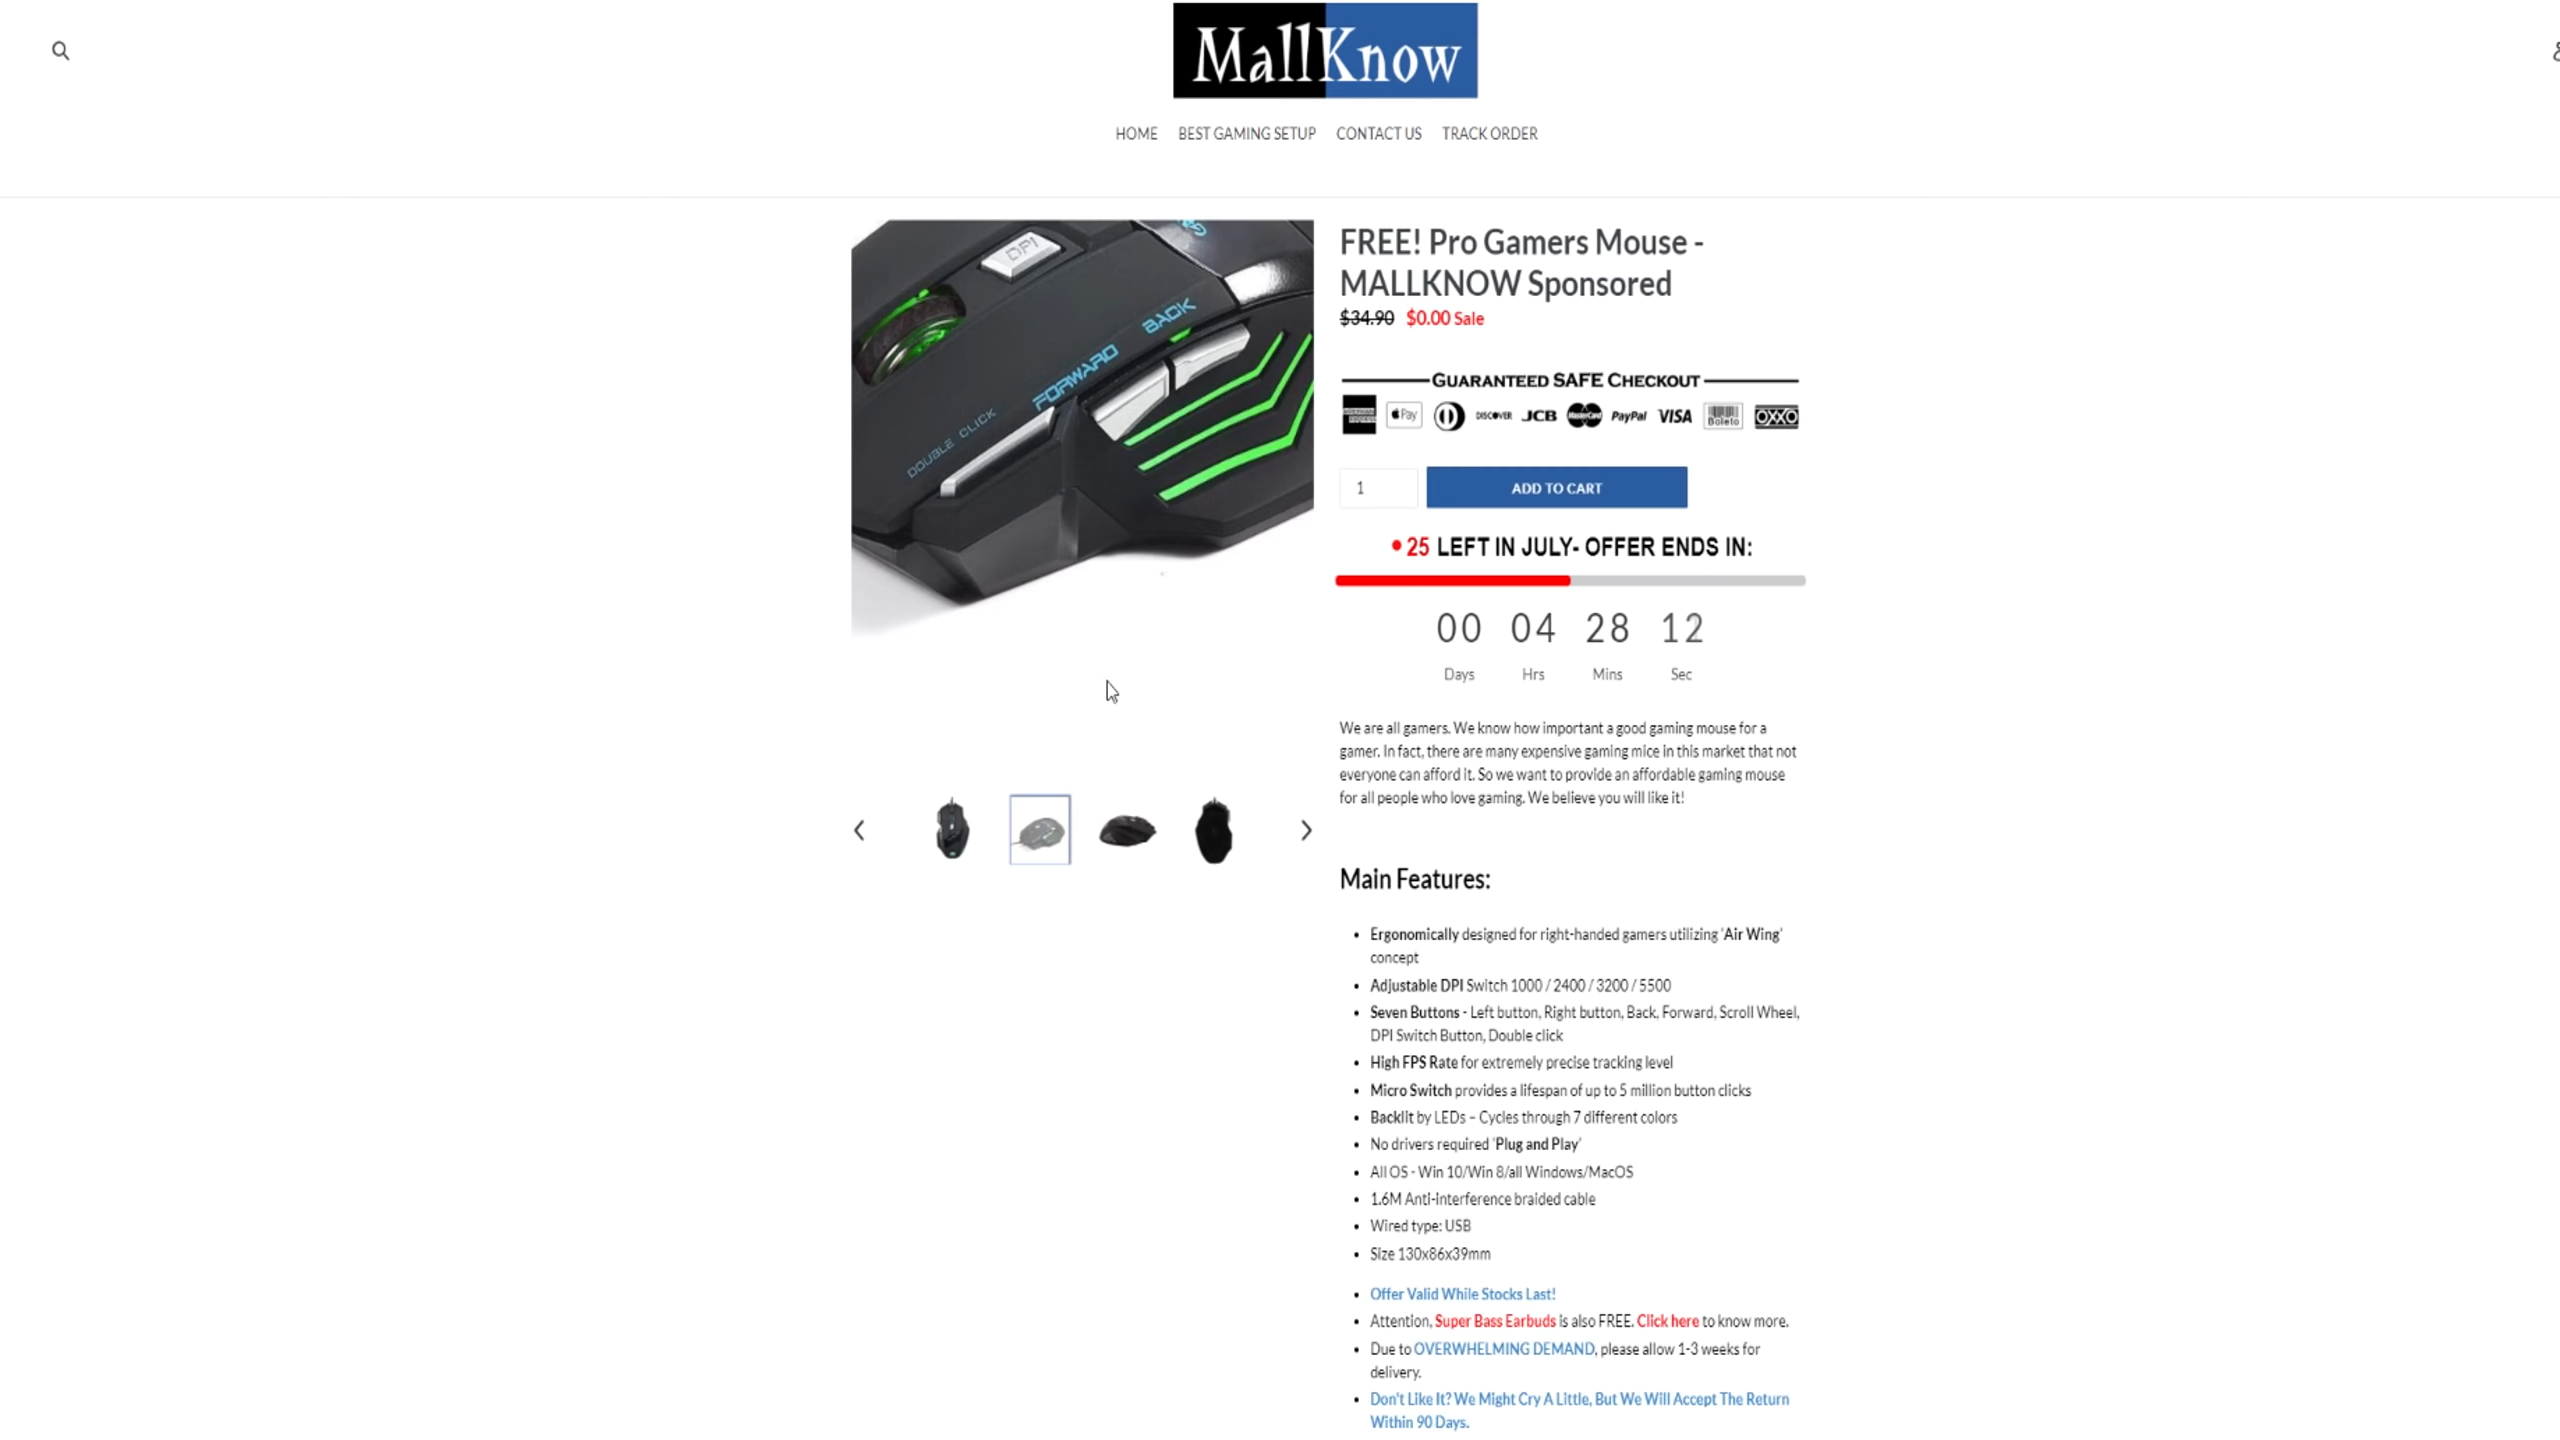 MallKnow
HOME BEST GAMING SETUP CONTACT US TRACK ORDER
DPI
BACK
FORWARD
DOUBLE CLICK
FREE! Pro Gamers Mouse -
MALLKNOW Sponsored
$34.90 $0.00 Sale
GUARANTEED SAFE CHECKOUT
Pay DISCOVER JCB MasterCard PayPal VISA Boleto OXXO
1 ADD TO CART
25 LEFT IN JULY- OFFER ENDS IN:
00 04 28 12
Days Hrs Mins Sec
We are all gamers. We know how important a good gaming mouse for a
gamer. In fact, there are many expensive gaming mice in this market that not
everyone can afford it. So we want to provide an affordable gaming mouse
for all people who love gaming. We believe you will like it!
Main Features:
• Ergonomically designed for right-handed gamers utilizing 'Air Wing'
concept
• Adjustable DPI Switch 1000 / 2400 / 3200 / 5500
• Seven Buttons - Left button, Right button, Back, Forward, Scroll Wheel,
DPI Switch Button, Double click
• High FPS Rate for extremely precise tracking level
• Micro Switch provides a lifespan of up to 5 million button clicks
• Backlit by LEDs – Cycles through 7 different colors
• No drivers required 'Plug and Play'
• All OS - Win 10/Win 8/all Windows/MacOS
• 1.6M Anti-interference braided cable
• Wired type: USB
• Size 130x86x39mm
• Offer Valid While Stocks Last!
• Attention, Super Bass Earbuds is also FREE. Click here to know more.
• Due to OVERWHELMING DEMAND, please allow 1-3 weeks for
delivery.
• Don't Like It? We Might Cry A Little, But We Will Accept The Return
Within 90 Days.